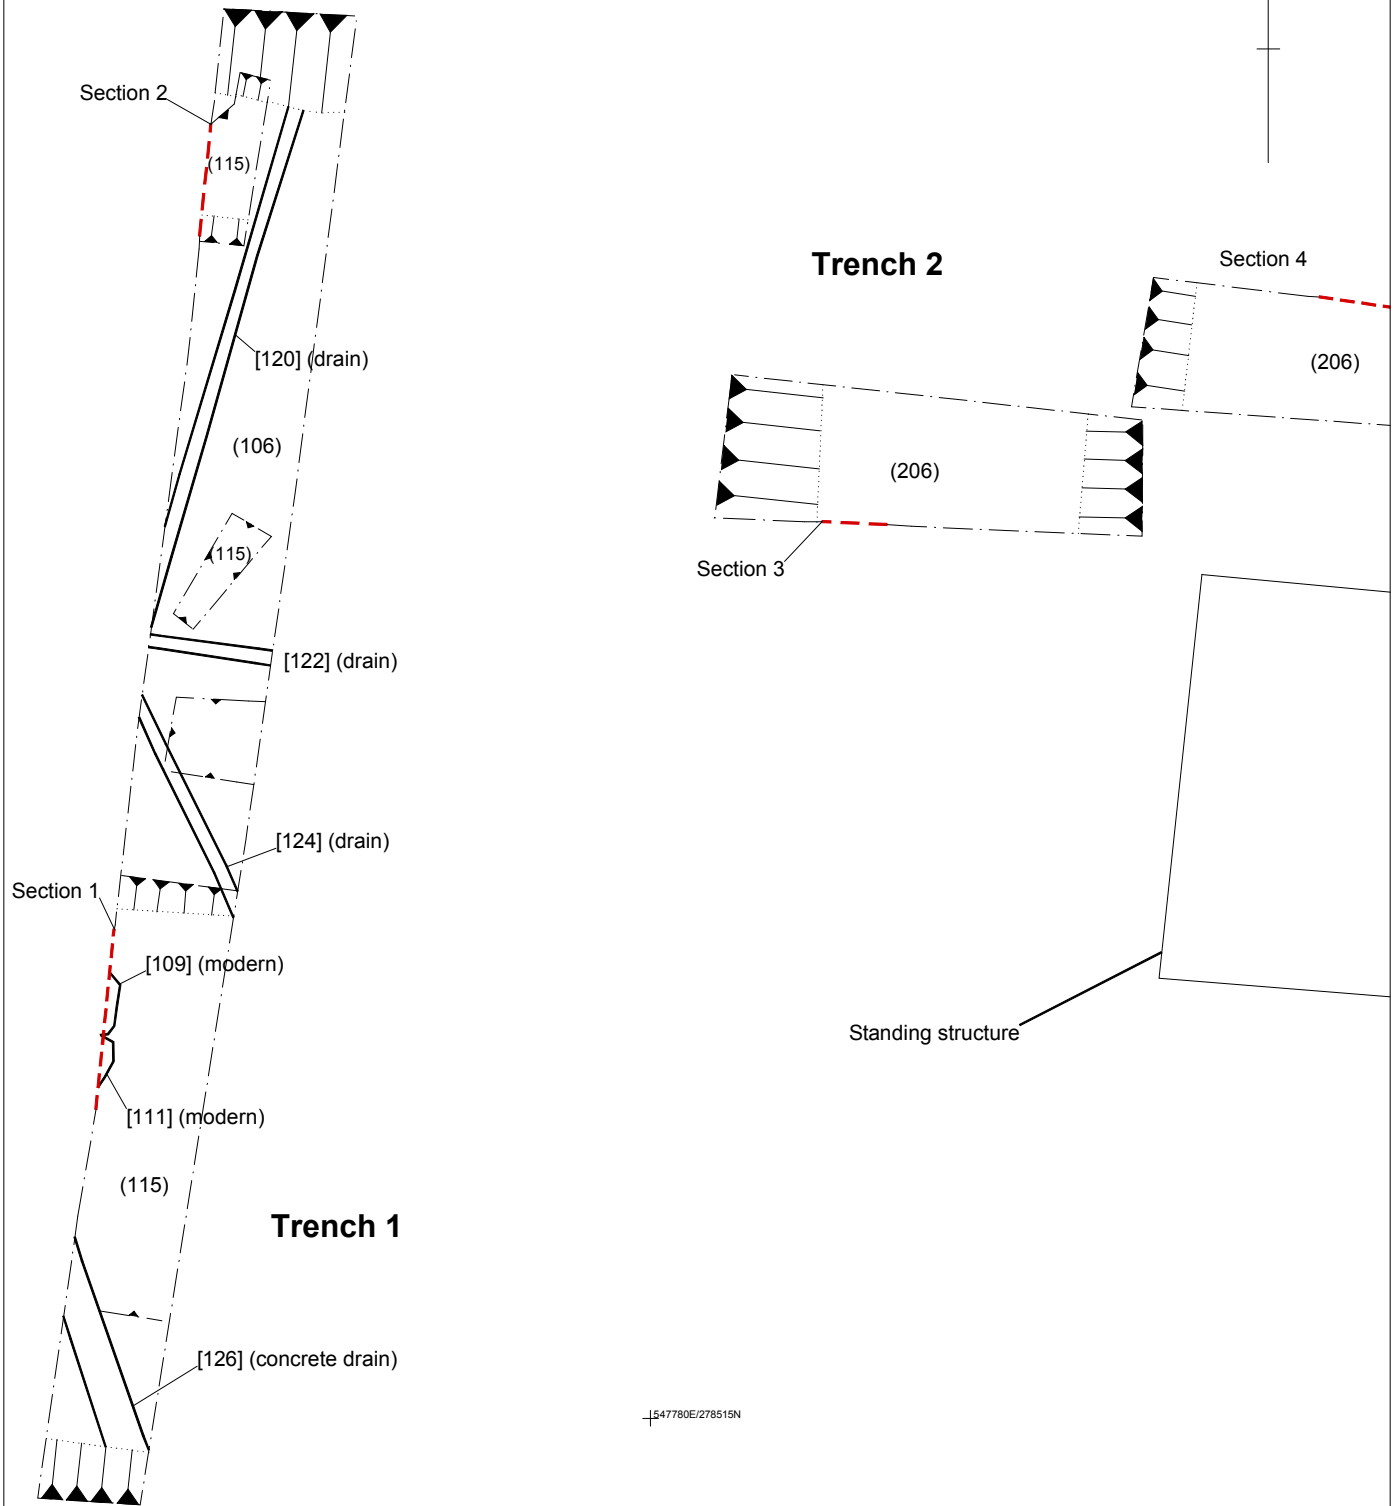 Section 2
(115)
Trench 2
Section 4
[120] (drain)
(206)
(106)
(206)
(115)
Section 3
[122] (drain)
[124] (drain)
Section 1
[109] (modern)
Standing structure
[111] (modern)
(115)
Trench 1
[126] (concrete drain)
547780E/278515N